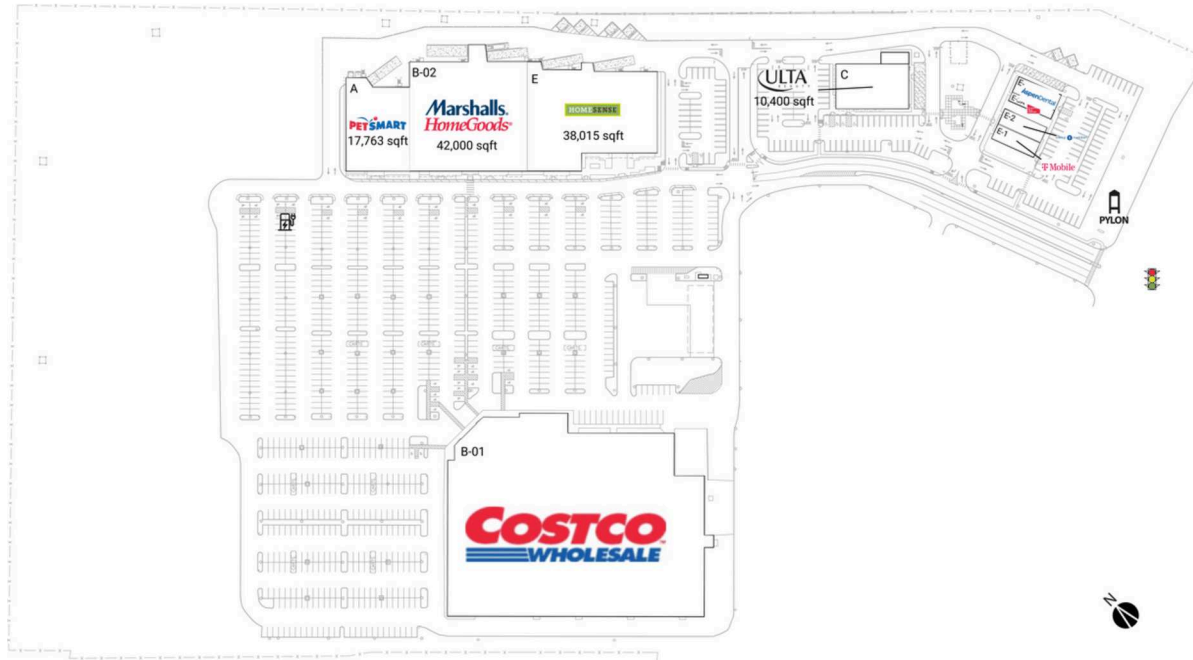 A
PETSMART
17,763 sqft
B-02
Marshalls.
HomeGoods
42,000 sqft
E
HOMESENSE
38,015 sqft
ULTA
10,400 sqft
C
E-
AspenDental
E-
E-2
E-1
T Mobile
PYLON
B-01
COSTCO
WHOLESALE
N